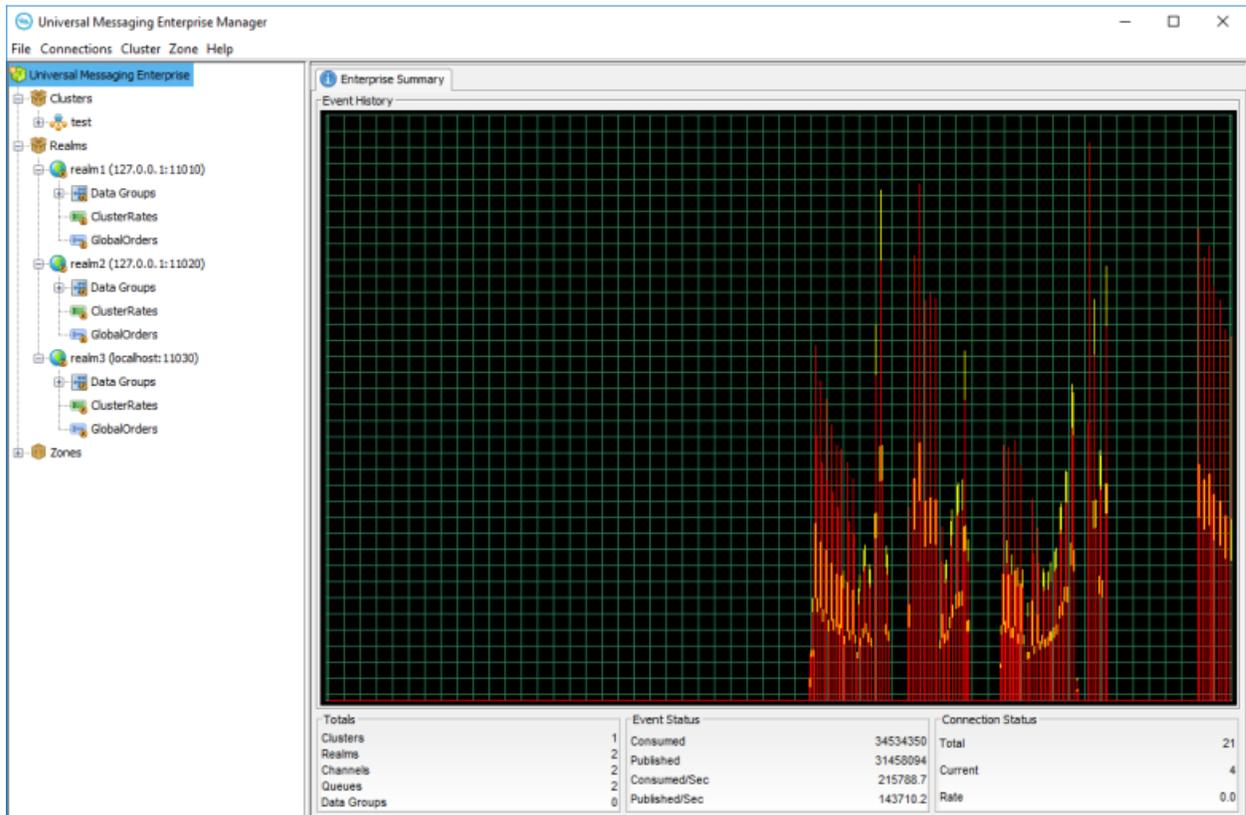 Universal Messaging Enterprise Manager
File Connections Cluster Zone Help
Universal Messaging Enterprise
Clusters
test
Realms
realm1 (127.0.0.1:11010)
Data Groups
ClusterRates
GlobalOrders
realm2 (127.0.0.1:11020)
Data Groups
ClusterRates
GlobalOrders
realm3 (localhost:11030)
Data Groups
ClusterRates
GlobalOrders
Zones
Enterprise Summary
Event History
Totals
Clusters 1
Realms 2
Channels 2
Queues 2
Data Groups 0
Event Status
Consumed 34534350
Published 31458094
Consumed/Sec 215788.7
Published/Sec 143710.2
Connection Status
Total 21
Current 4
Rate 0.0